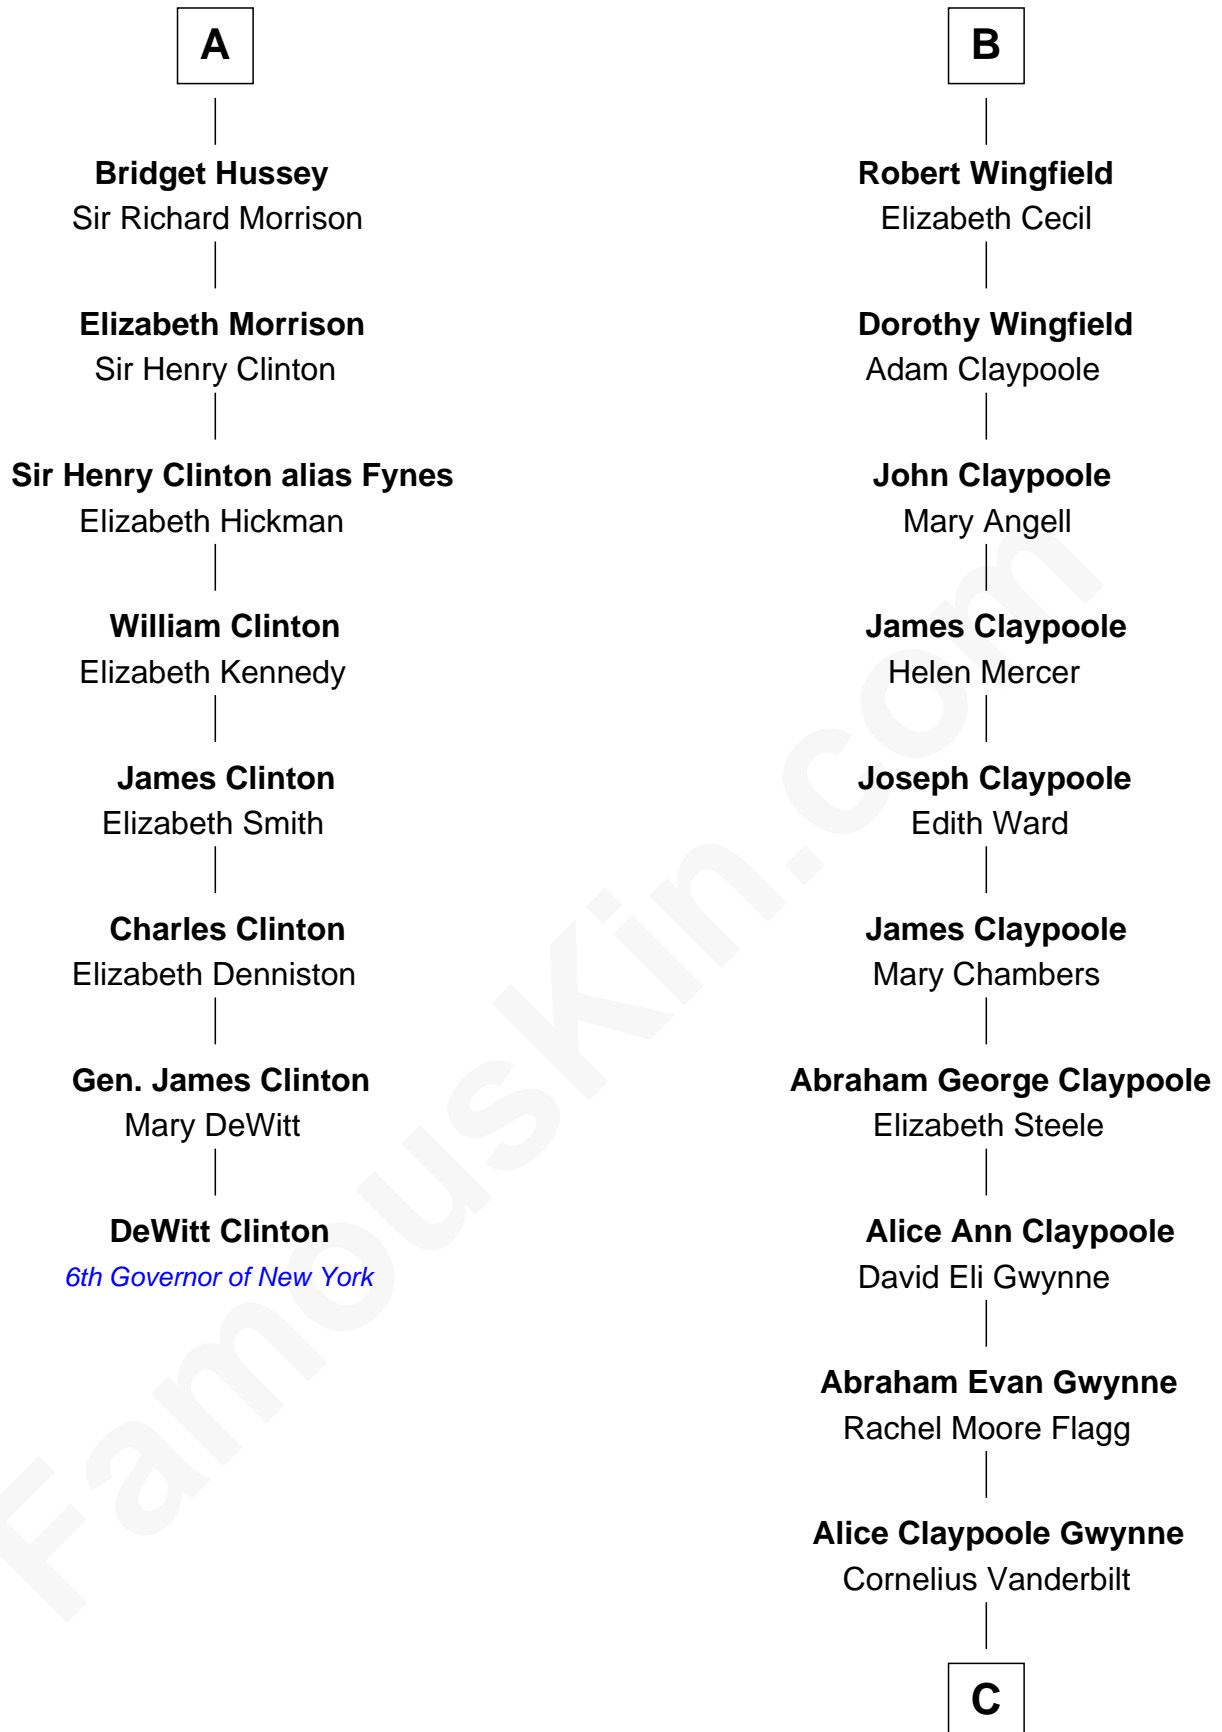 A
Bridget Hussey
Sir Richard Morrison
Elizabeth Morrison
Sir Henry Clinton
Sir Henry Clinton alias Fynes
Elizabeth Hickman
William Clinton
Elizabeth Kennedy
James Clinton
Elizabeth Smith
Charles Clinton
Elizabeth Denniston
Gen. James Clinton
Mary DeWitt
DeWitt Clinton
6th Governor of New York
B
Robert Wingfield
Elizabeth Cecil
Dorothy Wingfield
Adam Claypoole
John Claypoole
Mary Angell
James Claypoole
Helen Mercer
Joseph Claypoole
Edith Ward
James Claypoole
Mary Chambers
Abraham George Claypoole
Elizabeth Steele
Alice Ann Claypoole
David Eli Gwynne
Abraham Evan Gwynne
Rachel Moore Flagg
Alice Claypoole Gwynne
Cornelius Vanderbilt
C
FamousKin.com